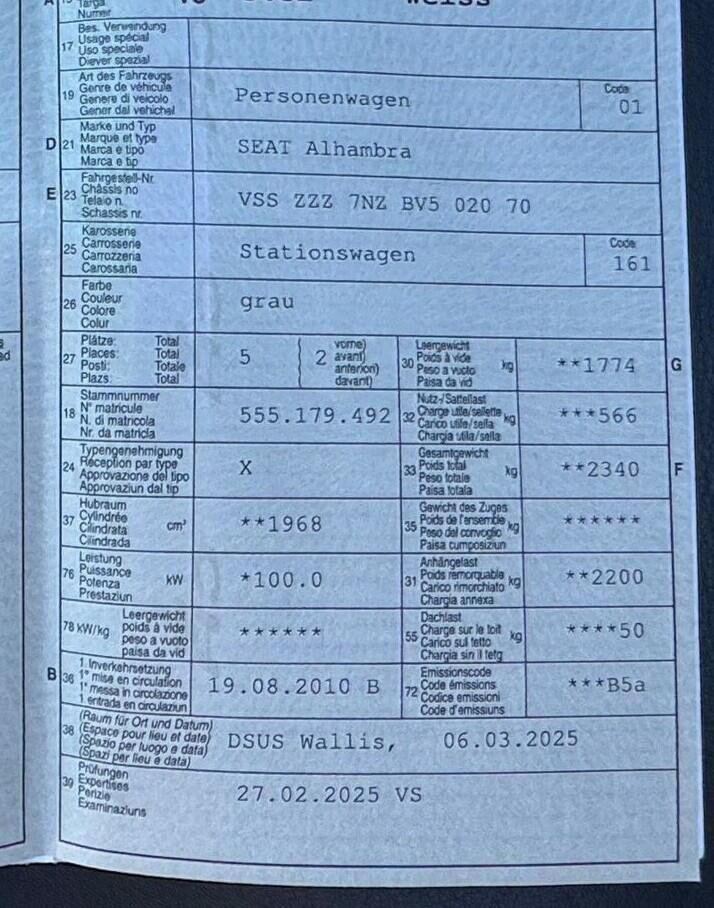 A 15 Targa
Numer
weiss
17 Bes. Verwendung
Usage spécial
Uso speciale
Diever spezial
19 Art des Fahrzeugs
Genre de véhicule
Genere di veicolo
Gener dal vehichel
Personenwagen
Code
01
D 21 Marke und Typ
Marque et type
Marca e tipo
Marca e tip
SEAT Alhambra
E 23 Fahrgestell-Nr.
Châssis no
Telaio n.
Schassis nr.
VSS ZZZ 7NZ BV5 020 70
25 Karosserie
Carrosserie
Carrozzeria
Carossaria
Stationswagen
Code
161
26 Farbe
Couleur
Colore
Colur
grau
27 Plätze: Total
Places: Total
Posti: Totale
Plazs: Total
5
2 vorne)
avant)
anteriori)
davant)
30 Leergewicht
Poids à vide
Peso a vuoto
Paisa da vid
kg
**1774
G
18 Stammnummer
N° matricule
N. di matricola
Nr. da matricla
555.179.492
32 Nutz-/Sattellast
Charge utile/sellette
Carico utile/sella
Chargia utila/sella
kg
***566
24 Typengenehmigung
Réception par type
Approvazione del tipo
Approvaziun dal tip
X
33 Gesamtgewicht
Poids total
Peso totale
Paisa totala
kg
**2340
F
37 Hubraum
Cylindrée
Cilindrata
Cilindrada
cm³
**1968
35 Gewicht des Zuges
Poids de l'ensemble
Peso del convoglio
Paisa cumposiziun
kg
******
76 Leistung
Puissance
Potenza
Prestaziun
kW
*100.0
31 Anhängelast
Poids remorquable
Carico rimorchiato
Chargia annexa
kg
**2200
78 kW/kg Leergewicht
poids à vide
peso a vuoto
paisa da vid
******
55 Dachlast
Charge sur le toit
Carico sul tetto
Chargia sin il tetg
kg
****50
B 36 1. Inverkehrsetzung
1° mise en circulation
1° messa in circolazione
1. entrada en circulaziun
19.08.2010 B
72 Emissionscode
Code émissions
Codice emissioni
Code d'emissiuns
***B5a
38 (Raum für Ort und Datum)
(Espace pour lieu et date)
(Spazio per luogo e data)
(Spazi per lieu e data)
DSUS Wallis, 06.03.2025
39 Prüfungen
Expertises
Perizie
Examinaziuns
27.02.2025 VS